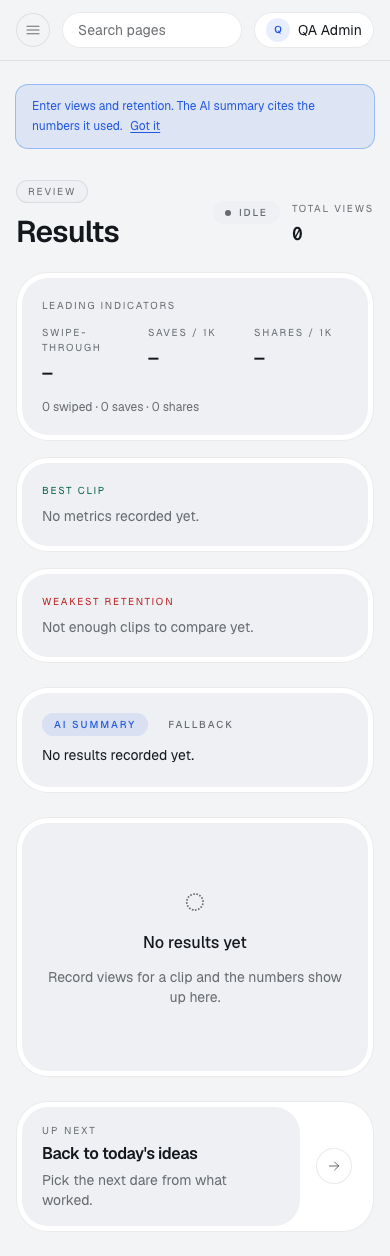 Search pages
Q
QA Admin
Enter views and retention. The AI summary cites the
numbers it used. Got it
REVIEW
Results
IDLE
TOTAL VIEWS
0
LEADING INDICATORS
SWIPE-
THROUGH
–
SAVES / 1K
–
SHARES / 1K
–
0 swiped · 0 saves · 0 shares
BEST CLIP
No metrics recorded yet.
WEAKEST RETENTION
Not enough clips to compare yet.
AI SUMMARY
FALLBACK
No results recorded yet.
No results yet
Record views for a clip and the numbers show
up here.
UP NEXT
Back to today's ideas
Pick the next dare from what
worked.